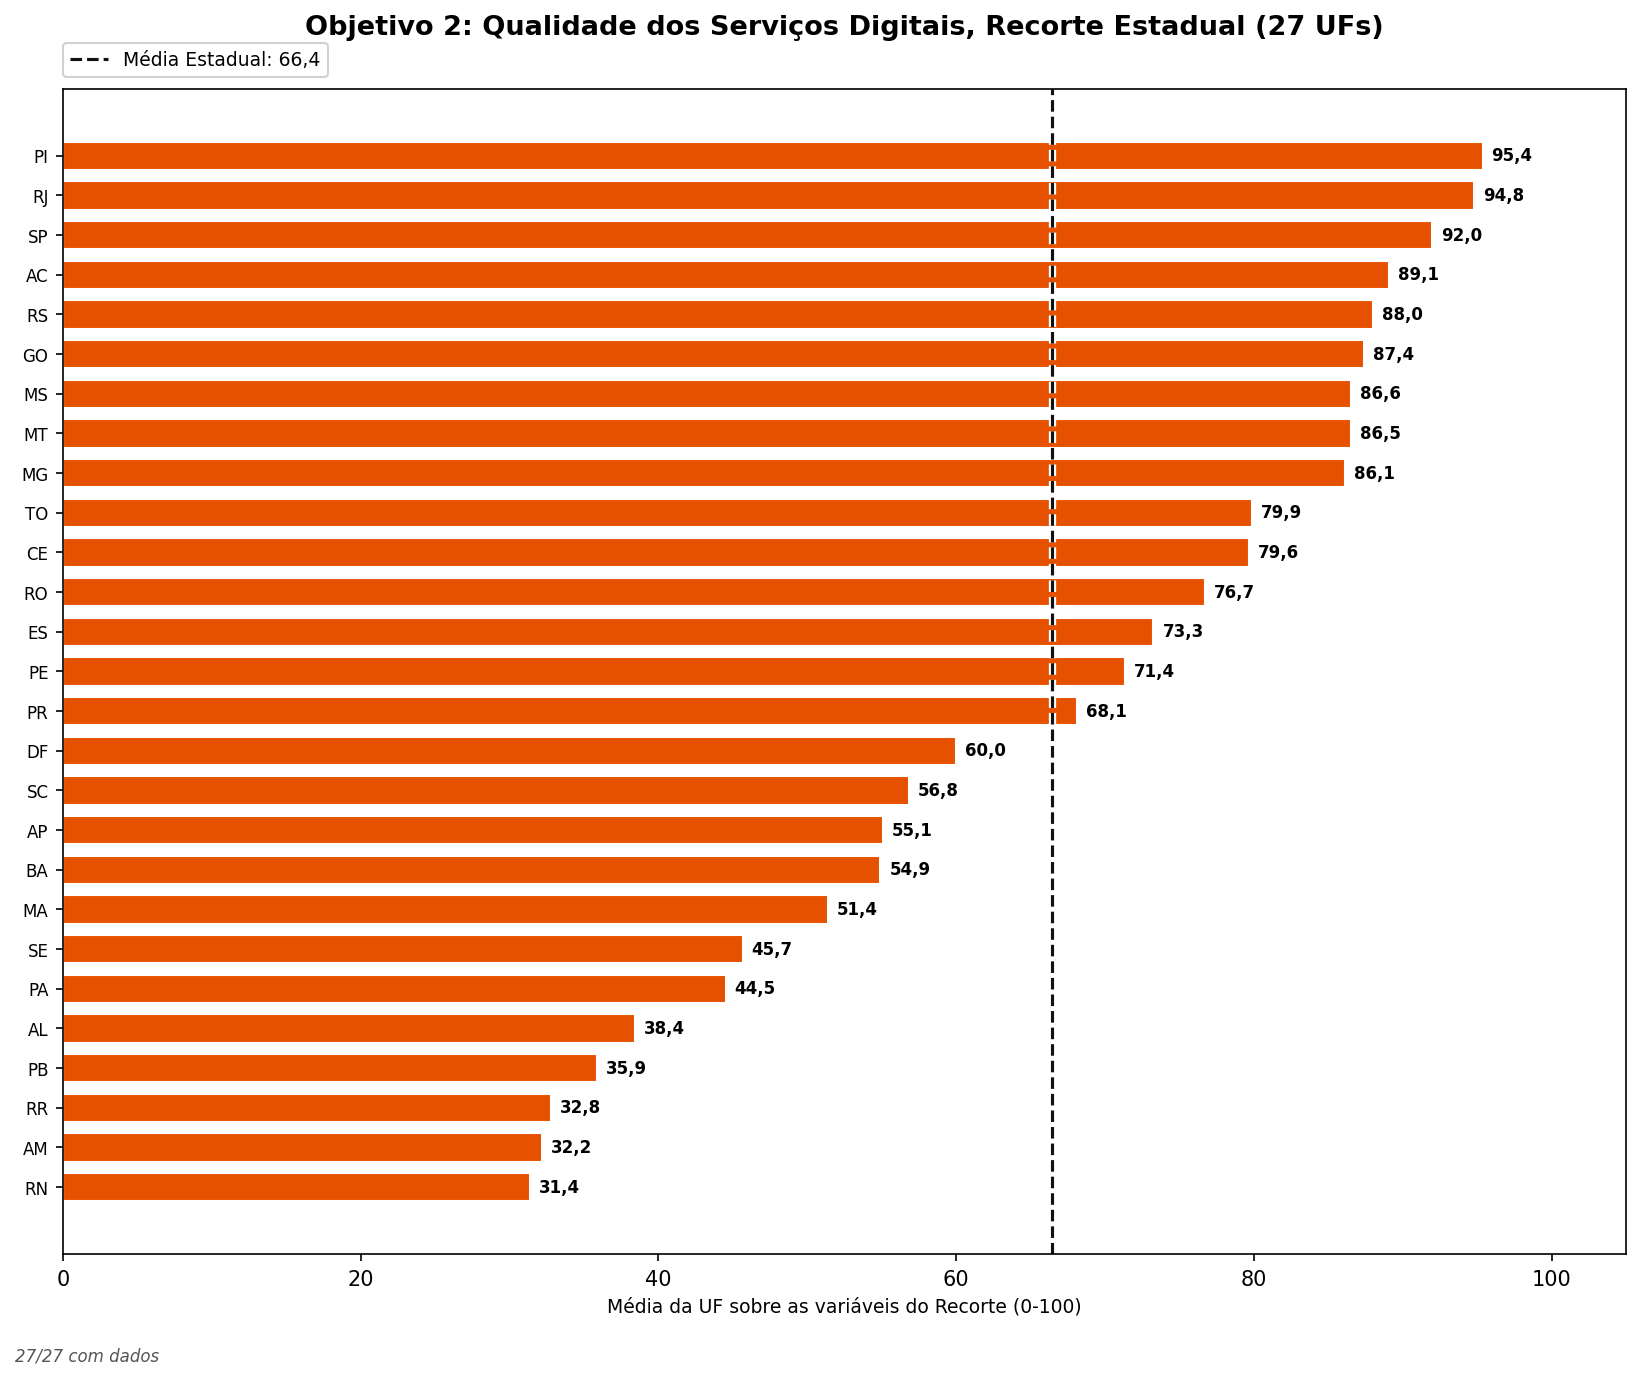 Objetivo 2: Qualidade dos Serviços Digitais, Recorte Estadual (27 UFs)
Média Estadual: 66,4
PI 95,4
RJ 94,8
SP 92,0
AC 89,1
RS 88,0
GO 87,4
MS 86,6
MT 86,5
MG 86,1
TO 79,9
CE 79,6
RO 76,7
ES 73,3
PE 71,4
PR 68,1
DF 60,0
SC 56,8
AP 55,1
BA 54,9
MA 51,4
SE 45,7
PA 44,5
AL 38,4
PB 35,9
RR 32,8
AM 32,2
RN 31,4
0 20 40 60 80 100
Média da UF sobre as variáveis do Recorte (0-100)
27/27 com dados